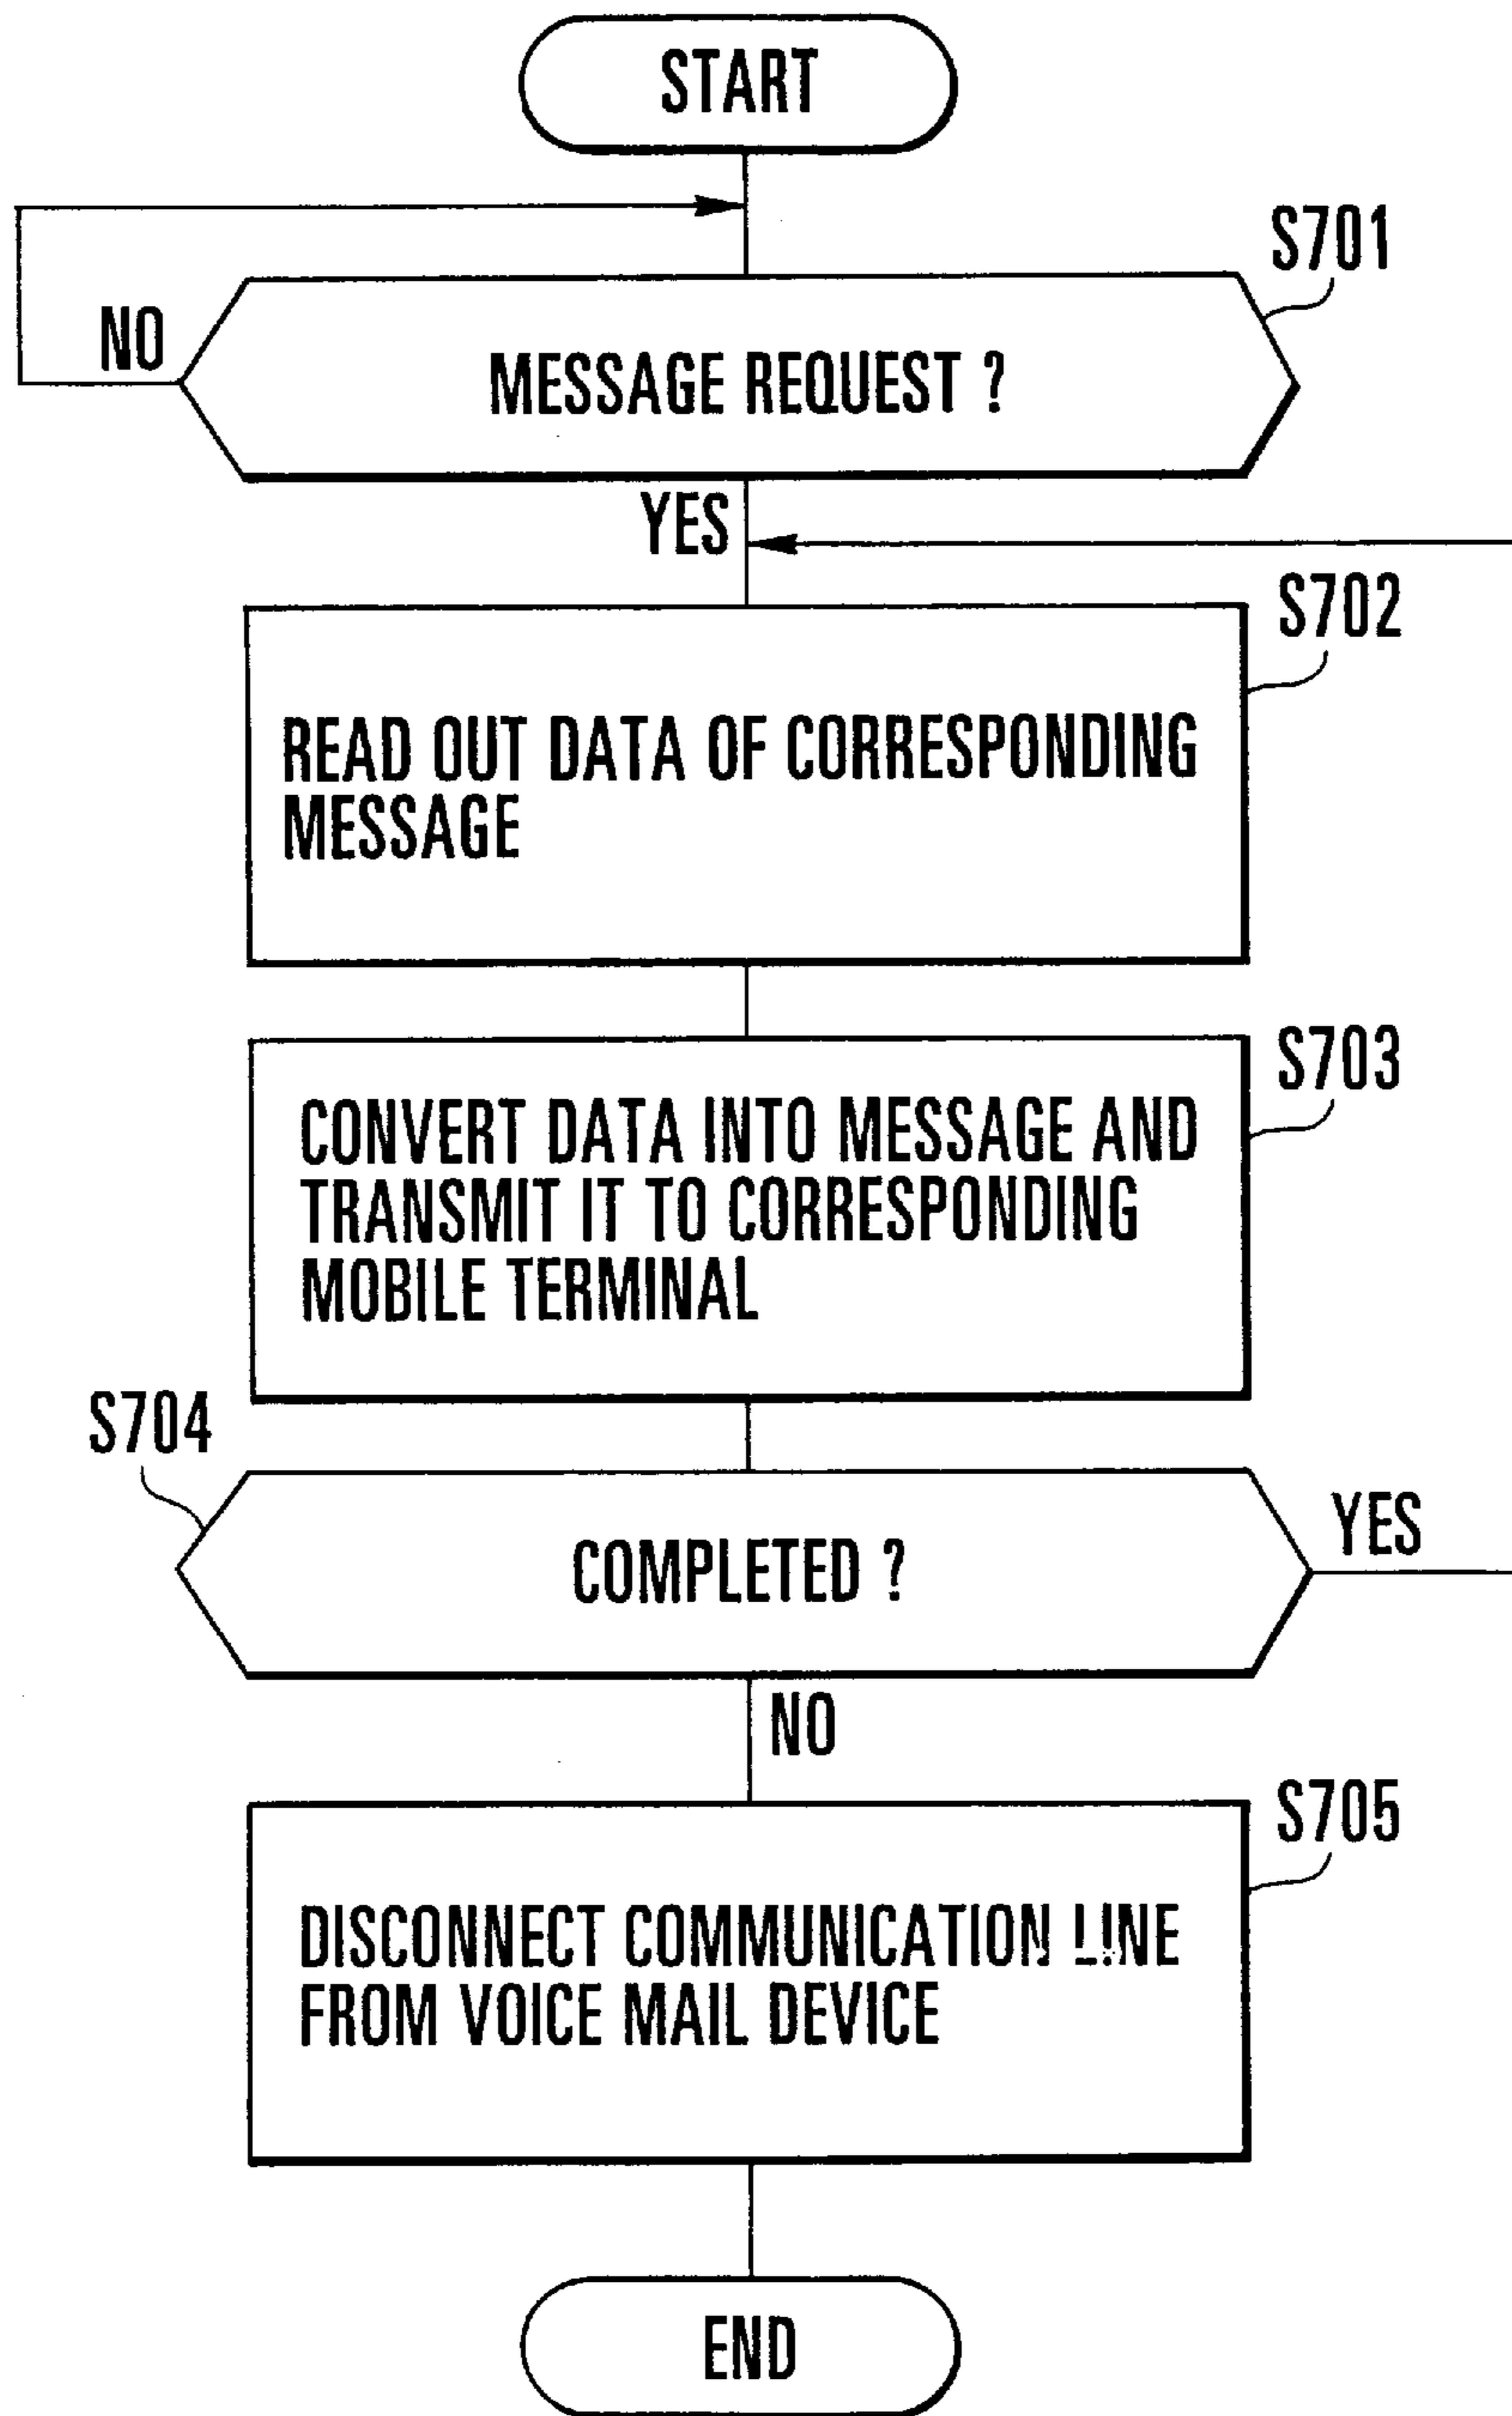 START
S701
NO
MESSAGE REQUEST ?
YES
S702
READ OUT DATA OF CORRESPONDING
MESSAGE
S703
CONVERT DATA INTO MESSAGE AND
TRANSMIT IT TO CORRESPONDING
MOBILE TERMINAL
S704
YES
COMPLETED ?
NO
S705
DISCONNECT COMMUNICATION LINE
FROM VOICE MAIL DEVICE
END